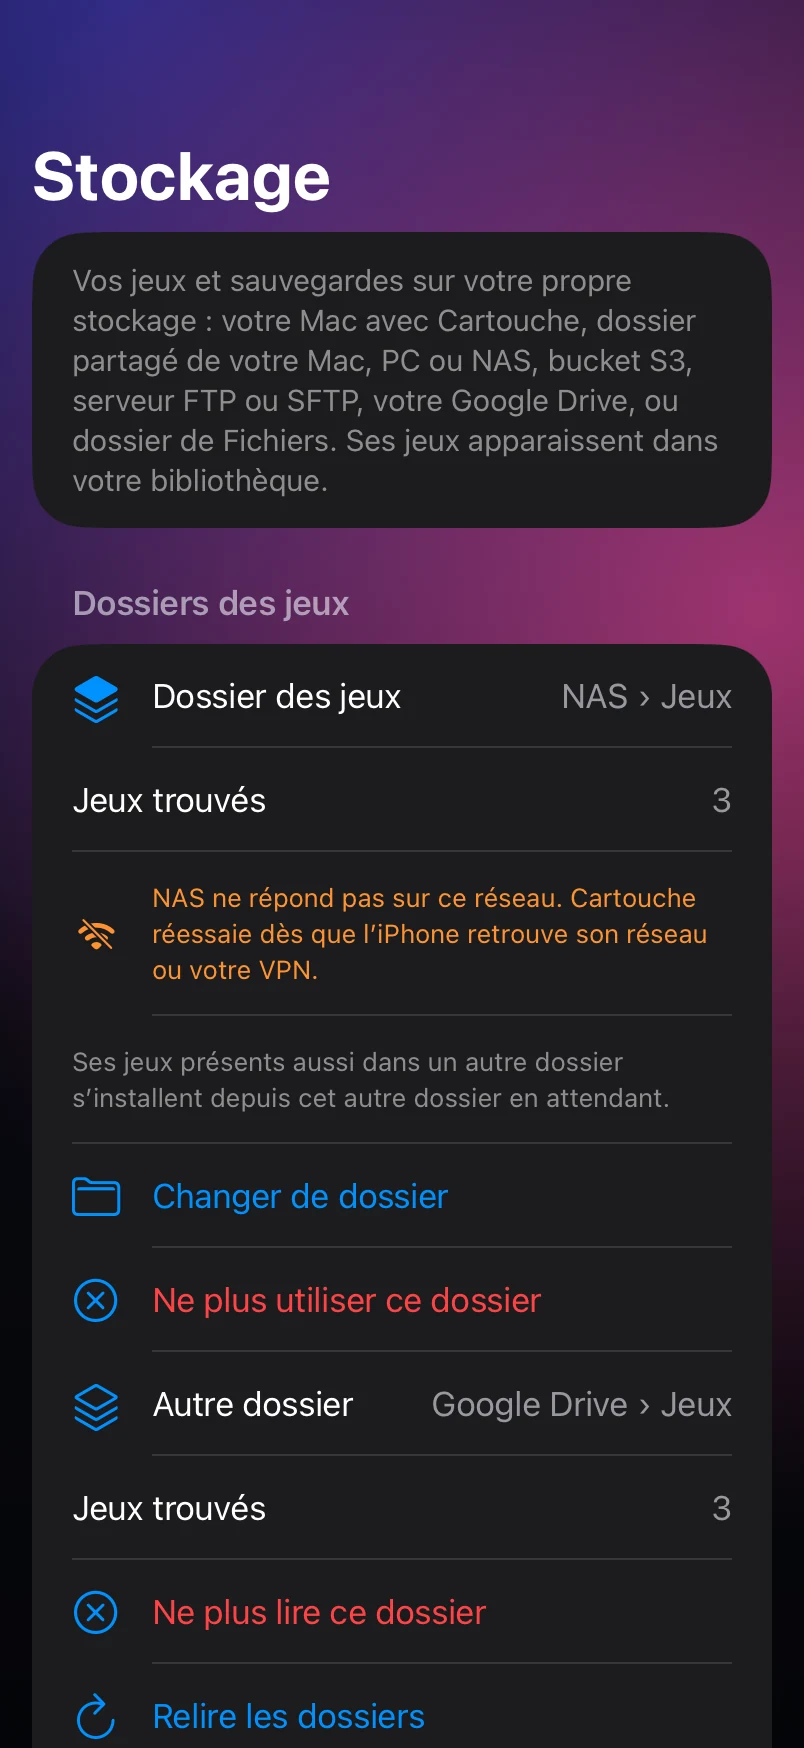 Stockage
Vos jeux et sauvegardes sur votre propre
stockage : votre Mac avec Cartouche, dossier
partagé de votre Mac, PC ou NAS, bucket S3,
serveur FTP ou SFTP, votre Google Drive, ou
dossier de Fichiers. Ses jeux apparaissent dans
votre bibliothèque.
Dossiers des jeux
Dossier des jeux NAS › Jeux
Jeux trouvés 3
NAS ne répond pas sur ce réseau. Cartouche
réessaie dès que l’iPhone retrouve son réseau
ou votre VPN.
Ses jeux présents aussi dans un autre dossier
s’installent depuis cet autre dossier en attendant.
Changer de dossier
Ne plus utiliser ce dossier
Autre dossier Google Drive › Jeux
Jeux trouvés 3
Ne plus lire ce dossier
Relire les dossiers